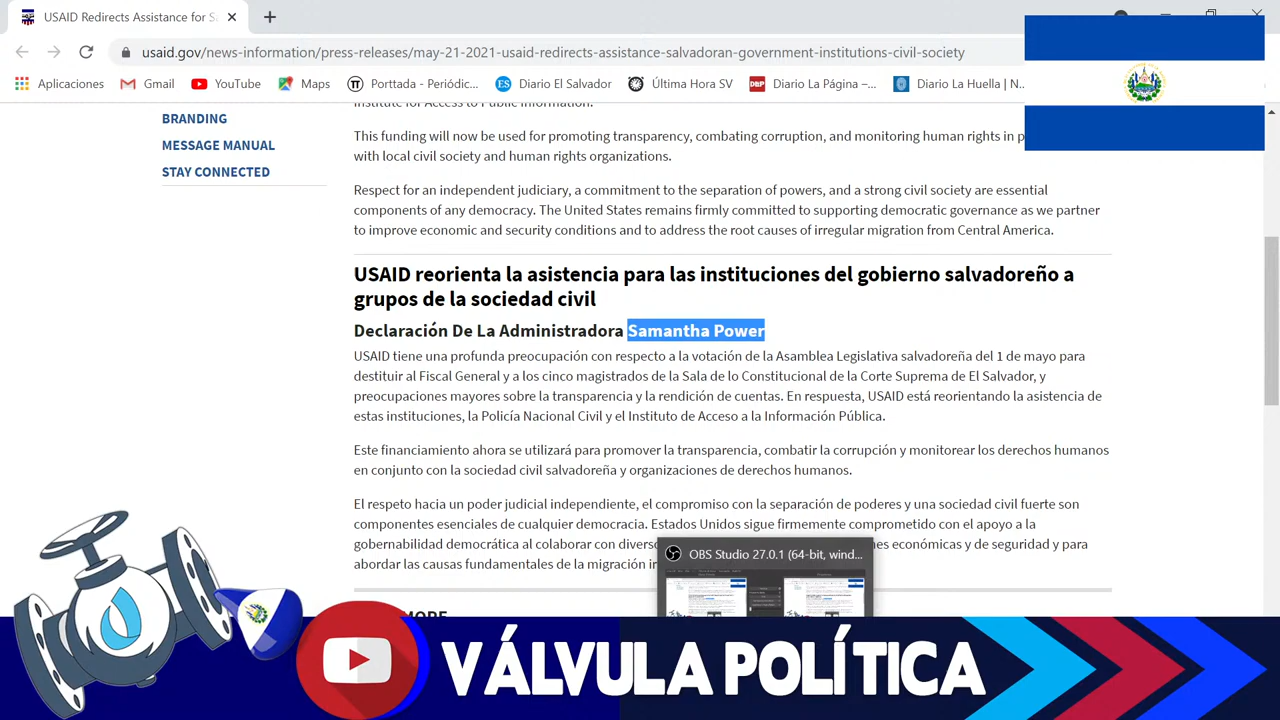 USAID Redirects Assistance for S
usaid.gov/news-information/press-releases/may-21-2021-usaid-redirects-assistance-salvadoran-government-institutions-civil-society
Aplicaciones
Gmail
YouTube
Maps
Porttada – Comuni...
Diario El Salvador
Última Hora SV
Diario La Página –...
Diario La Huella | N...
BRANDING
MESSAGE MANUAL
STAY CONNECTED
Institute for Access to Public Information.
This funding will now be used for promoting transparency, combating corruption, and monitoring human rights in p
with local civil society and human rights organizations.
Respect for an independent judiciary, a commitment to the separation of powers, and a strong civil society are essential
components of any democracy. The United States remains firmly committed to supporting democratic governance as we partner
to improve economic and security conditions and to address the root causes of irregular migration from Central America.
USAID reorienta la asistencia para las instituciones del gobierno salvadoreño a
grupos de la sociedad civil
Declaración De La Administradora Samantha Power
USAID tiene una profunda preocupación con respecto a la votación de la Asamblea Legislativa salvadoreña del 1 de mayo para
destituir al Fiscal General y a los cinco magistrados de la Sala de lo Constitucional de la Corte Suprema de El Salvador, y
preocupaciones mayores sobre la transparencia y la rendición de cuentas. En respuesta, USAID está reorientando la asistencia de
estas instituciones, la Policía Nacional Civil y el Instituto de Acceso a la Información Pública.
Este financiamiento ahora se utilizará para promover la transparencia, combatir la corrupción y monitorear los derechos humanos
en conjunto con la sociedad civil salvadoreña y organizaciones de derechos humanos.
El respeto hacia un poder judicial independiente, el compromiso con la separación de poderes y una sociedad civil fuerte son
componentes esenciales de cualquier democracia. Estados Unidos sigue firmemente comprometido con el apoyo a la
gobernabilidad democrática al colaborar con divers nes económicas y de seguridad y para
abordar las causas fundamentales de la migración i
OBS Studio 27.0.1 (64-bit, wind...
MORE
VÁLVULA POLÍTICA